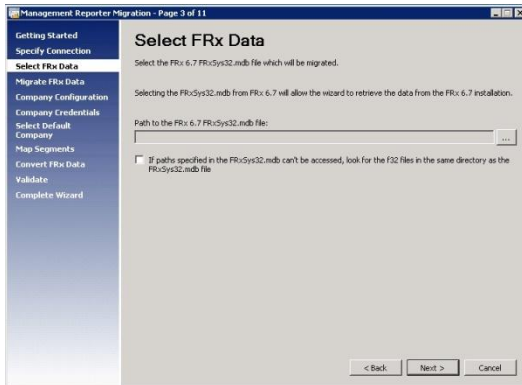 Management Reporter Migration - Page 3 of 11
Getting Started
Specify Connection
Select FRx Data
Migrate FRx Data
Company Configuration
Company Credentials
Select Default
Company
Map Segments
Convert FRx Data
Validate
Complete Wizard
Select FRx Data
Select the FRx 6.7 FRxSys32.mdb file which will be migrated.
Selecting the FRxSys32.mdb from FRx 6.7 will allow the wizard to retrieve the data from the FRx 6.7 installation.
Path to the FRx 6.7 FRxSys32.mdb file:
...
If paths specified in the FRxSys32.mdb can't be accessed, look for the f32 files in the same directory as the
FRxSys32.mdb file
< Back Next > Cancel